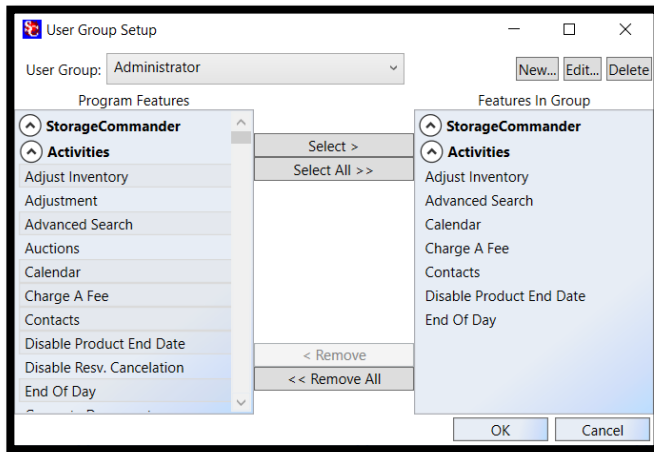 User Group Setup
User Group: Administrator
New... Edit... Delete
Program Features
StorageCommander
Activities
Adjust Inventory
Adjustment
Advanced Search
Auctions
Calendar
Charge A Fee
Contacts
Disable Product End Date
Disable Resv. Cancelation
End Of Day
Select >
Select All >>
< Remove
<< Remove All
Features In Group
StorageCommander
Activities
Adjust Inventory
Advanced Search
Calendar
Charge A Fee
Contacts
Disable Product End Date
End Of Day
OK Cancel